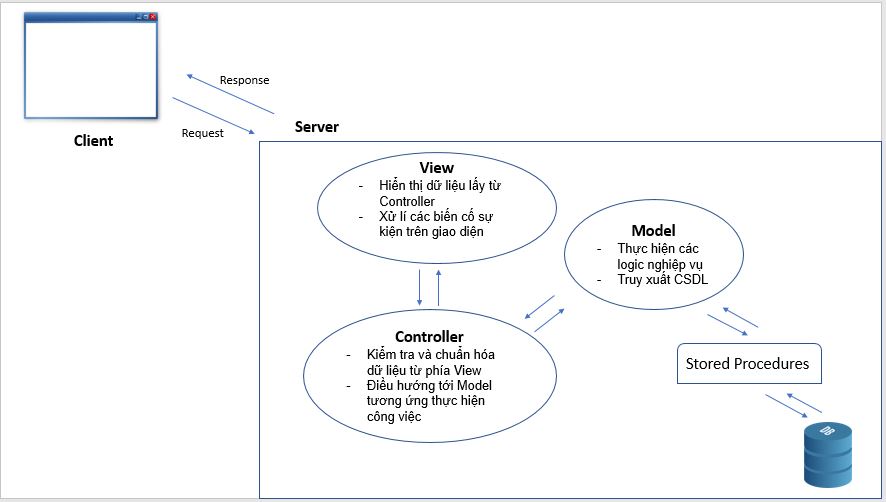 Response
Request
Client
Server
View
- Hiển thị dữ liệu lấy từ
Controller
- Xử lí các biến cố sự
kiện trên giao diện
Model
- Thực hiện các
logic nghiệp vụ
- Truy xuất CSDL
Controller
- Kiểm tra và chuẩn hóa
dữ liệu từ phía View
- Điều hướng tới Model
tương ứng thực hiện
công việc
Stored Procedures
DB